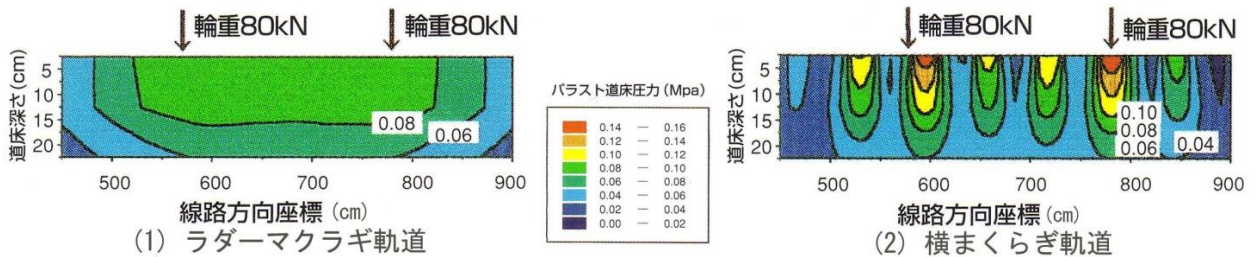 輪重80kN 輪重80kN
道床深さ(cm)
5
10
15
20
0.08
0.06
500 600 700 800 900
線路方向座標(cm)
(1) ラダーマクラギ軌道
バラスト道床圧力(Mpa)
0.14 — 0.16
0.12 — 0.14
0.10 — 0.12
0.08 — 0.10
0.06 — 0.08
0.04 — 0.06
0.02 — 0.04
0.00 — 0.02
輪重80kN 輪重80kN
道床深さ(cm)
5
10
15
20
0.10
0.08
0.06
0.04
500 600 700 800 900
線路方向座標(cm)
(2) 横まくらぎ軌道